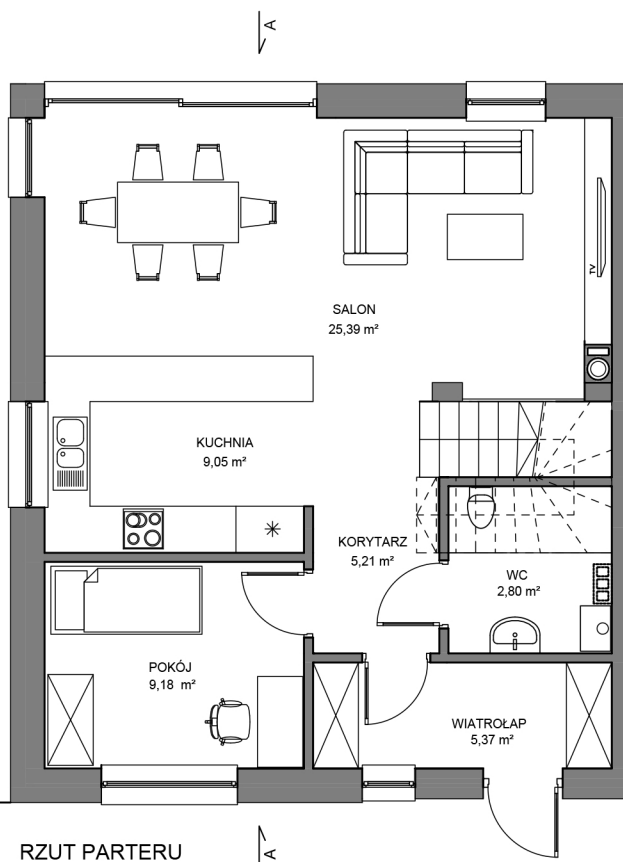 A
TV
SALON
25,39 m²
KUCHNIA
9,05 m²
KORYTARZ
5,21 m²
WC
2,80 m²
POKÓJ
9,18 m²
WIATROŁAP
5,37 m²
RZUT PARTERU
A